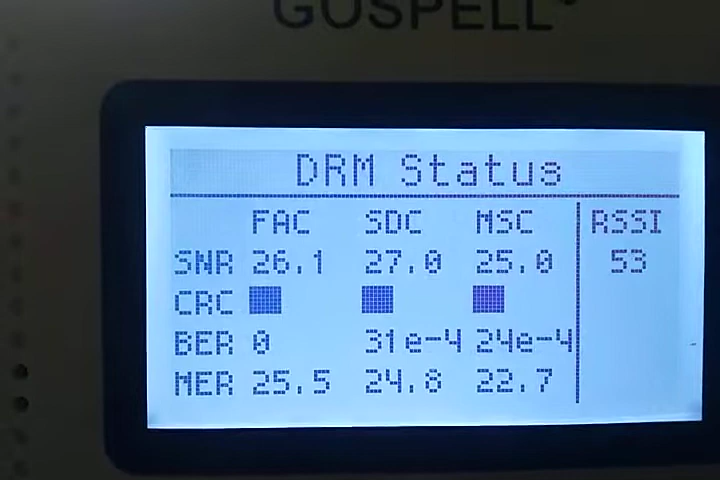 GOSPELL®
DRM Status
FAC SDC MSC RSSI
SNR 26.1 27.0 25.0 53
CRC
BER 0 31e-4 24e-4
MER 25.5 24.8 22.7